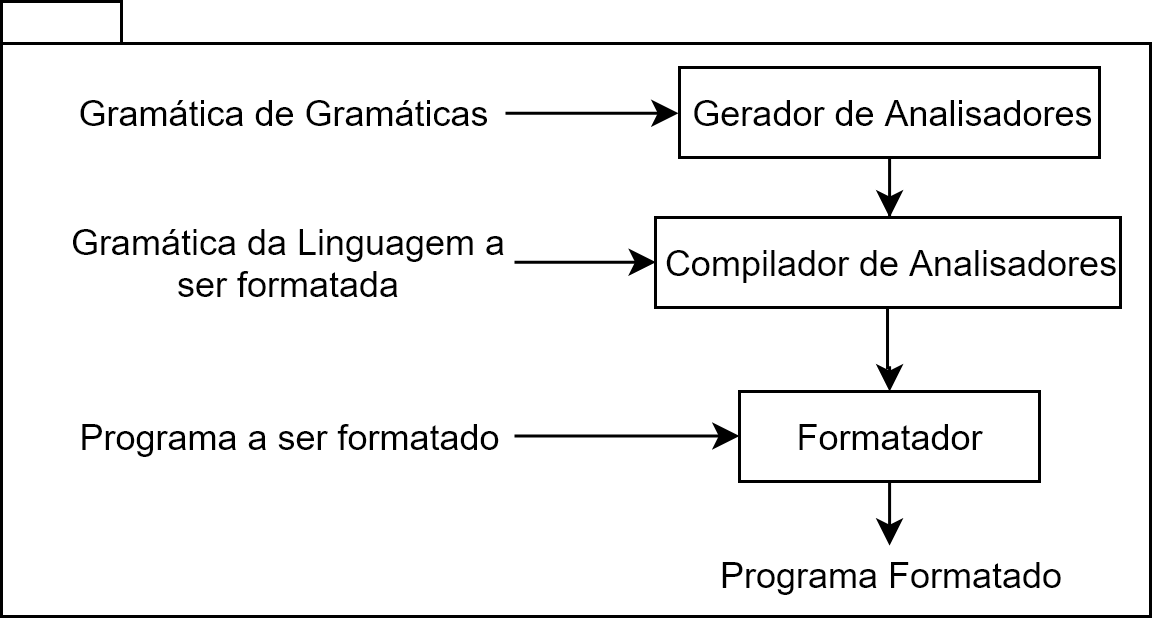 Gramática de Gramáticas
Gerador de Analisadores
Gramática da Linguagem a
ser formatada
Compilador de Analisadores
Programa a ser formatado
Formatador
Programa Formatado